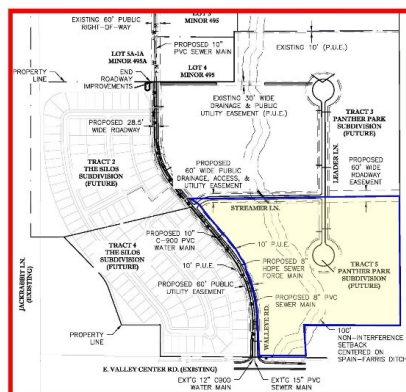 EXISTING 60' PUBLIC
RIGHT-OF-WAY
MINOR 495
LOT 5A-1A
MINOR 495A
PROPOSED 10"
PVC SEWER MAIN
EXISTING 10' (P.U.E.)
LOT 4
MINOR 495
PROPERTY
LINE
END
ROADWAY
IMPROVEMENTS
EXISTING 30' WIDE
DRAINAGE & PUBLIC
UTILITY EASEMENT (P.U.E.)
TRACT 3
PANTHER PARK
SUBDIVISION
(FUTURE)
PROPOSED 28.5'
WIDE ROADWAY
LEADER LN.
TRACT 2
THE SILOS
SUBDIVISION
(FUTURE)
PROPOSED
60' WIDE PUBLIC
DRAINAGE, ACCESS, &
UTILITY EASEMENT
PROPOSED
60' WIDE
ROADWAY
EASEMENT
STREAMER LN.
PROPOSED 10"
C-900 PVC
WATER MAIN
10' P.U.E.
TRACT 4
THE SILOS
SUBDIVISION
(FUTURE)
10' P.U.E.
PROPOSED 8"
HDPE SEWER
FORCE MAIN
TRACT 5
PANTHER PARK
SUBDIVISION
(FUTURE)
PROPOSED 60' PUBLIC
UTILITY EASEMENT
PROPOSED 8" PVC
SEWER MAIN
JACKRABBIT LN.
(EXISTING)
WALLEYE RD.
PROPERTY
LINE
100'
NON-INTERFERENCE
SETBACK
CENTERED ON
SPAIN-FARRIS DITCH
E. VALLEY CENTER RD. (EXISTING)
EXT'G 12" C900
WATER MAIN
EXT'G 15" PVC
SEWER MAIN